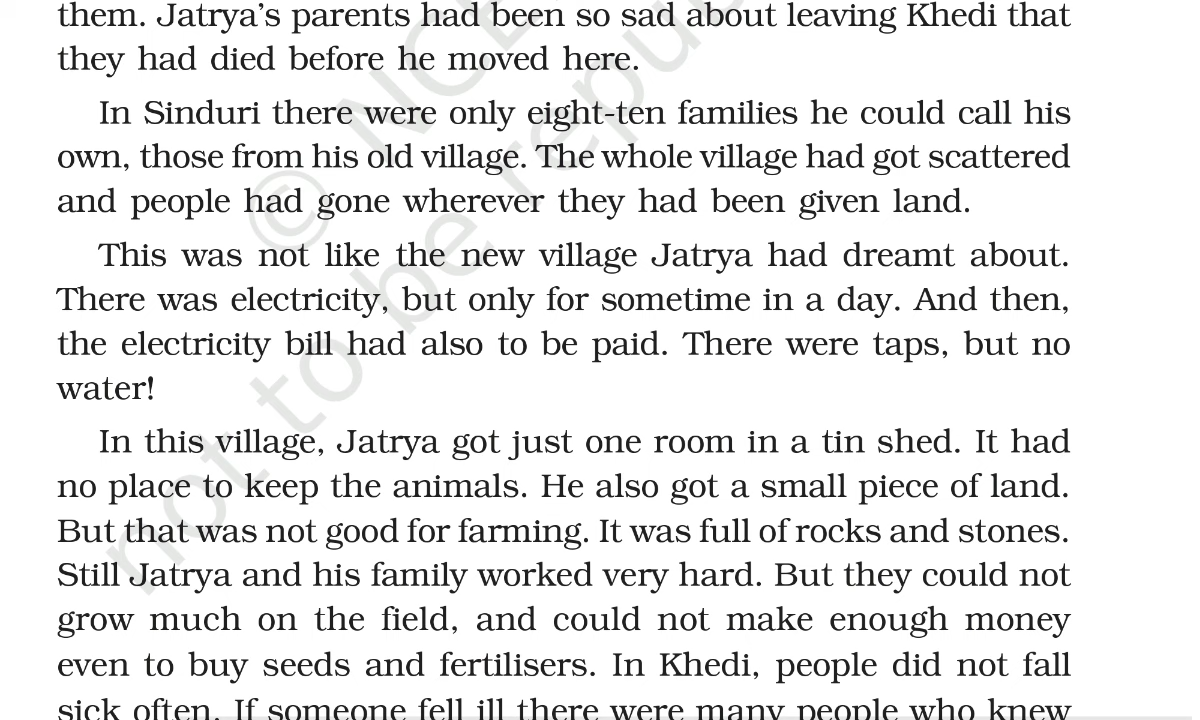 them. Jatrya’s parents had been so sad about leaving Khedi that
they had died before he moved here.
In Sinduri there were only eight-ten families he could call his
own, those from his old village. The whole village had got scattered
and people had gone wherever they had been given land.
This was not like the new village Jatrya had dreamt about.
There was electricity, but only for sometime in a day. And then,
the electricity bill had also to be paid. There were taps, but no
water!
In this village, Jatrya got just one room in a tin shed. It had
no place to keep the animals. He also got a small piece of land.
But that was not good for farming. It was full of rocks and stones.
Still Jatrya and his family worked very hard. But they could not
grow much on the field, and could not make enough money
even to buy seeds and fertilisers. In Khedi, people did not fall
sick often. If someone fell ill there were many people who knew
© NCE
not to be repu